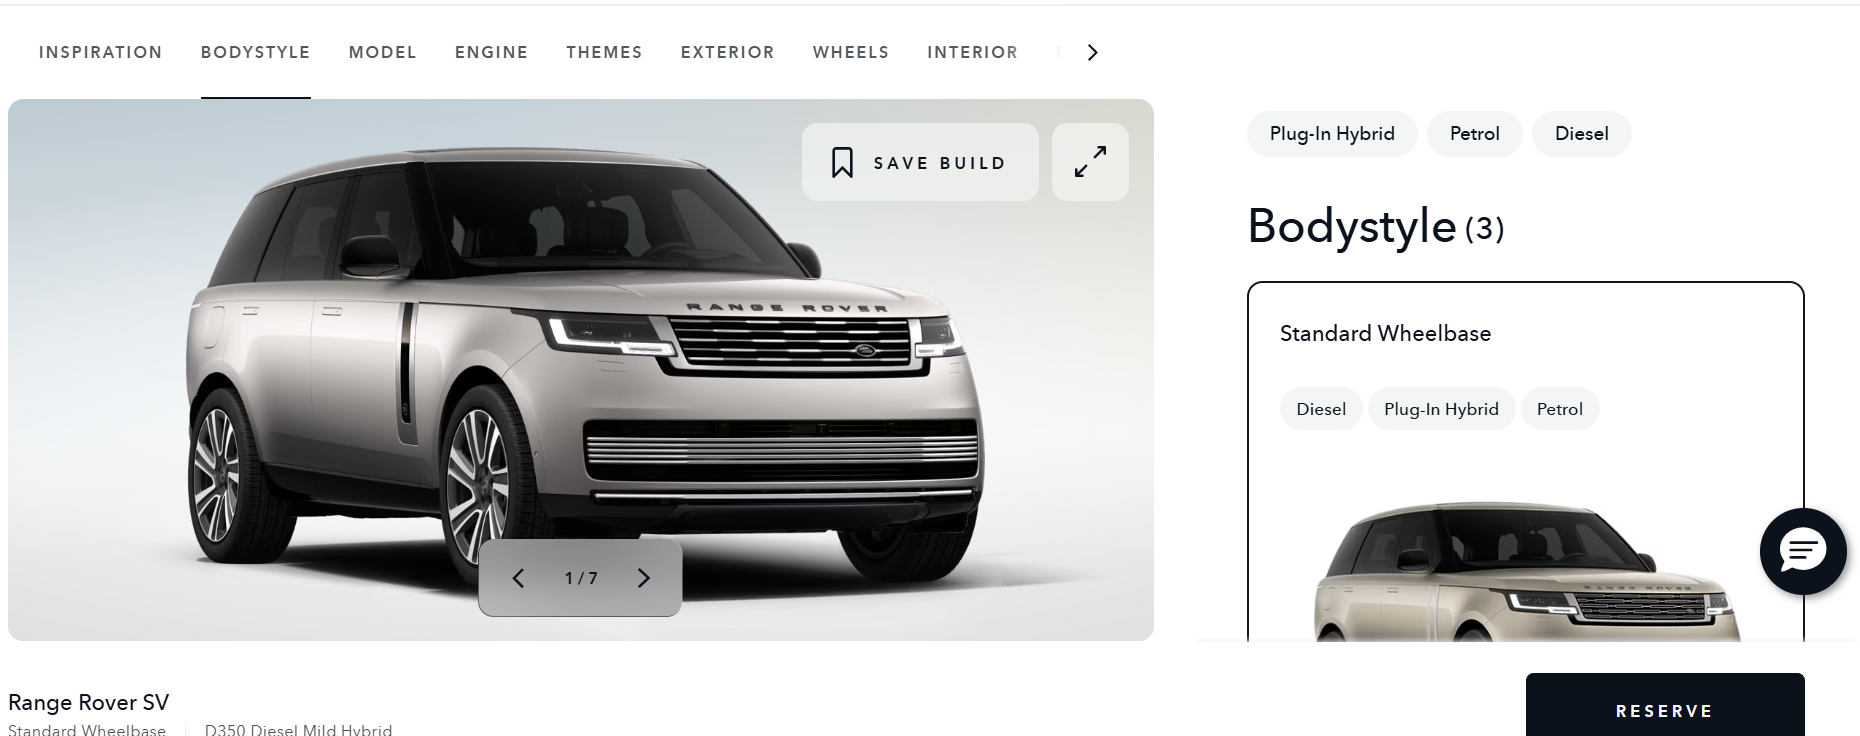 INSPIRATION BODYSTYLE MODEL ENGINE THEMES EXTERIOR WHEELS INTERIOR
SAVE BUILD
RANGE ROVER
1/7
Plug-In Hybrid Petrol Diesel
Bodystyle (3)
Standard Wheelbase
Diesel Plug-In Hybrid Petrol
RANGE ROVER
Range Rover SV
Standard Wheelbase D350 Diesel Mild Hybrid
RESERVE